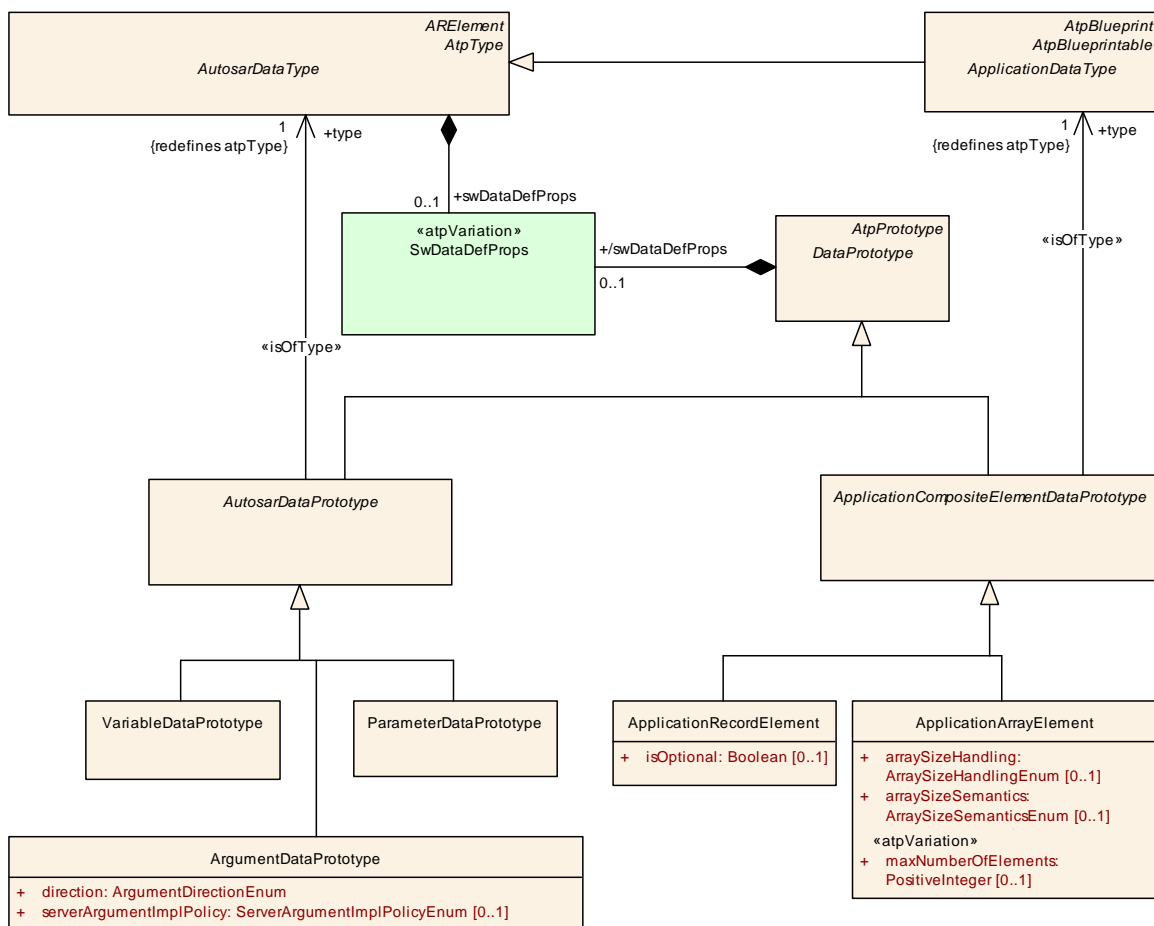 ARElement
AtpType
AutosarDataType
AtpBlueprint
AtpBlueprintable
ApplicationDataType
1
+type
{redefines atpType}
1
+type
{redefines atpType}
0..1
+swDataDefProps
«atpVariation»
SwDataDefProps
+/swDataDefProps
0..1
AtpPrototype
DataPrototype
«isOfType»
«isOfType»
AutosarDataPrototype
ApplicationCompositeElementDataPrototype
VariableDataPrototype
ParameterDataPrototype
ApplicationRecordElement
+ isOptional: Boolean [0..1]
ApplicationArrayElement
+ arraySizeHandling:
ArraySizeHandlingEnum [0..1]
+ arraySizeSemantics:
ArraySizeSemanticsEnum [0..1]
«atpVariation»
+ maxNumberOfElements:
PositiveInteger [0..1]
ArgumentDataPrototype
+ direction: ArgumentDirectionEnum
+ serverArgumentImplPolicy: ServerArgumentImplPolicyEnum [0..1]